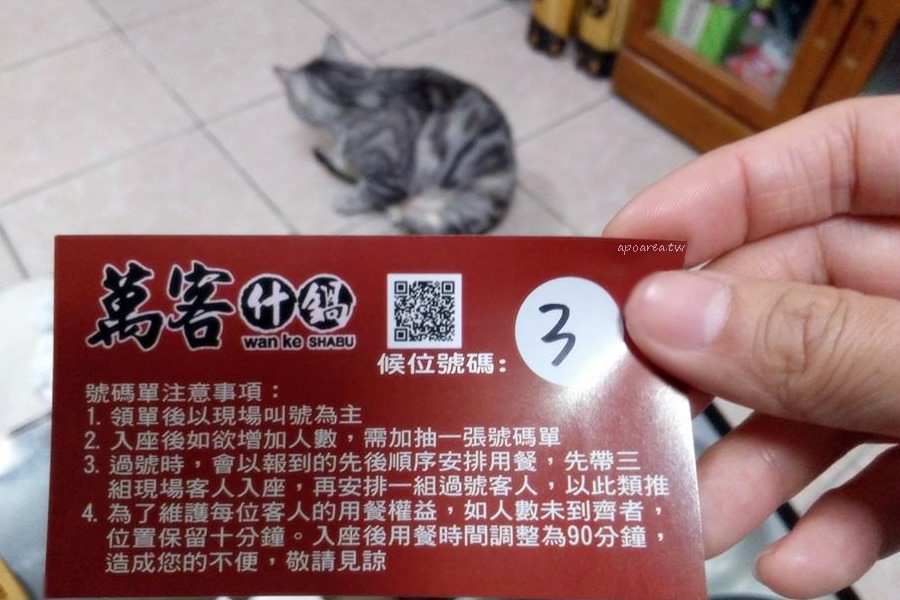 apoarea.tw
萬客什鍋
wan ke SHABU
候位號碼:
3
號碼單注意事項：
1. 領單後以現場叫號為主
2. 入座後如欲增加人數，需加抽一張號碼單
3. 過號時，會以報到的先後順序安排用餐，先帶三
組現場客人入座，再安排一組過號客人，以此類推
4. 為了維護每位客人的用餐權益，如人數未到齊者，
位置保留十分鐘。入座後用餐時間調整為90分鐘，
造成您的不便，敬請見諒